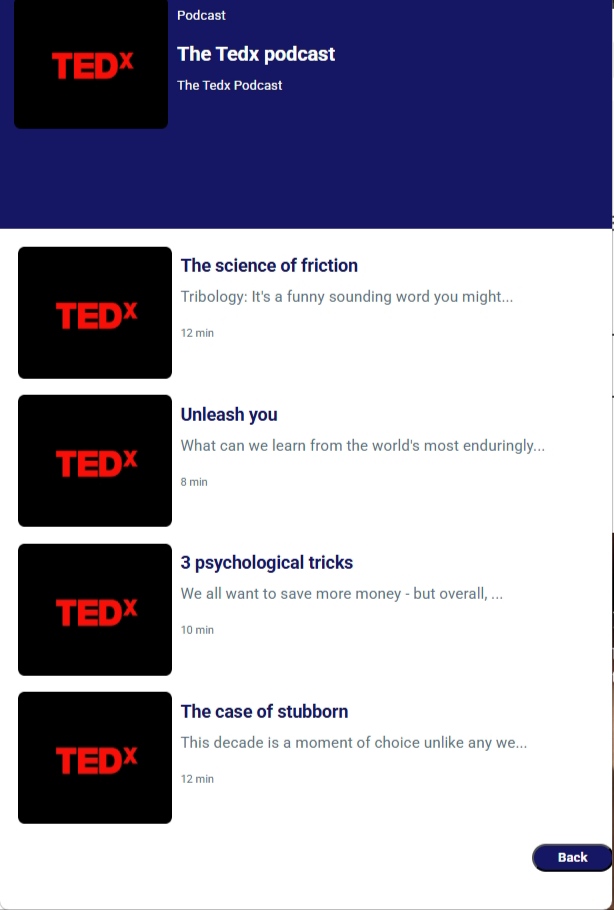 Podcast
TEDx
The Tedx podcast
The Tedx Podcast
The science of friction
Tribology: It's a funny sounding word you might...
TEDx
12 min
Unleash you
What can we learn from the world's most enduringly...
TEDx
8 min
3 psychological tricks
We all want to save more money - but overall, ...
TEDx
10 min
The case of stubborn
This decade is a moment of choice unlike any we...
TEDx
12 min
Back